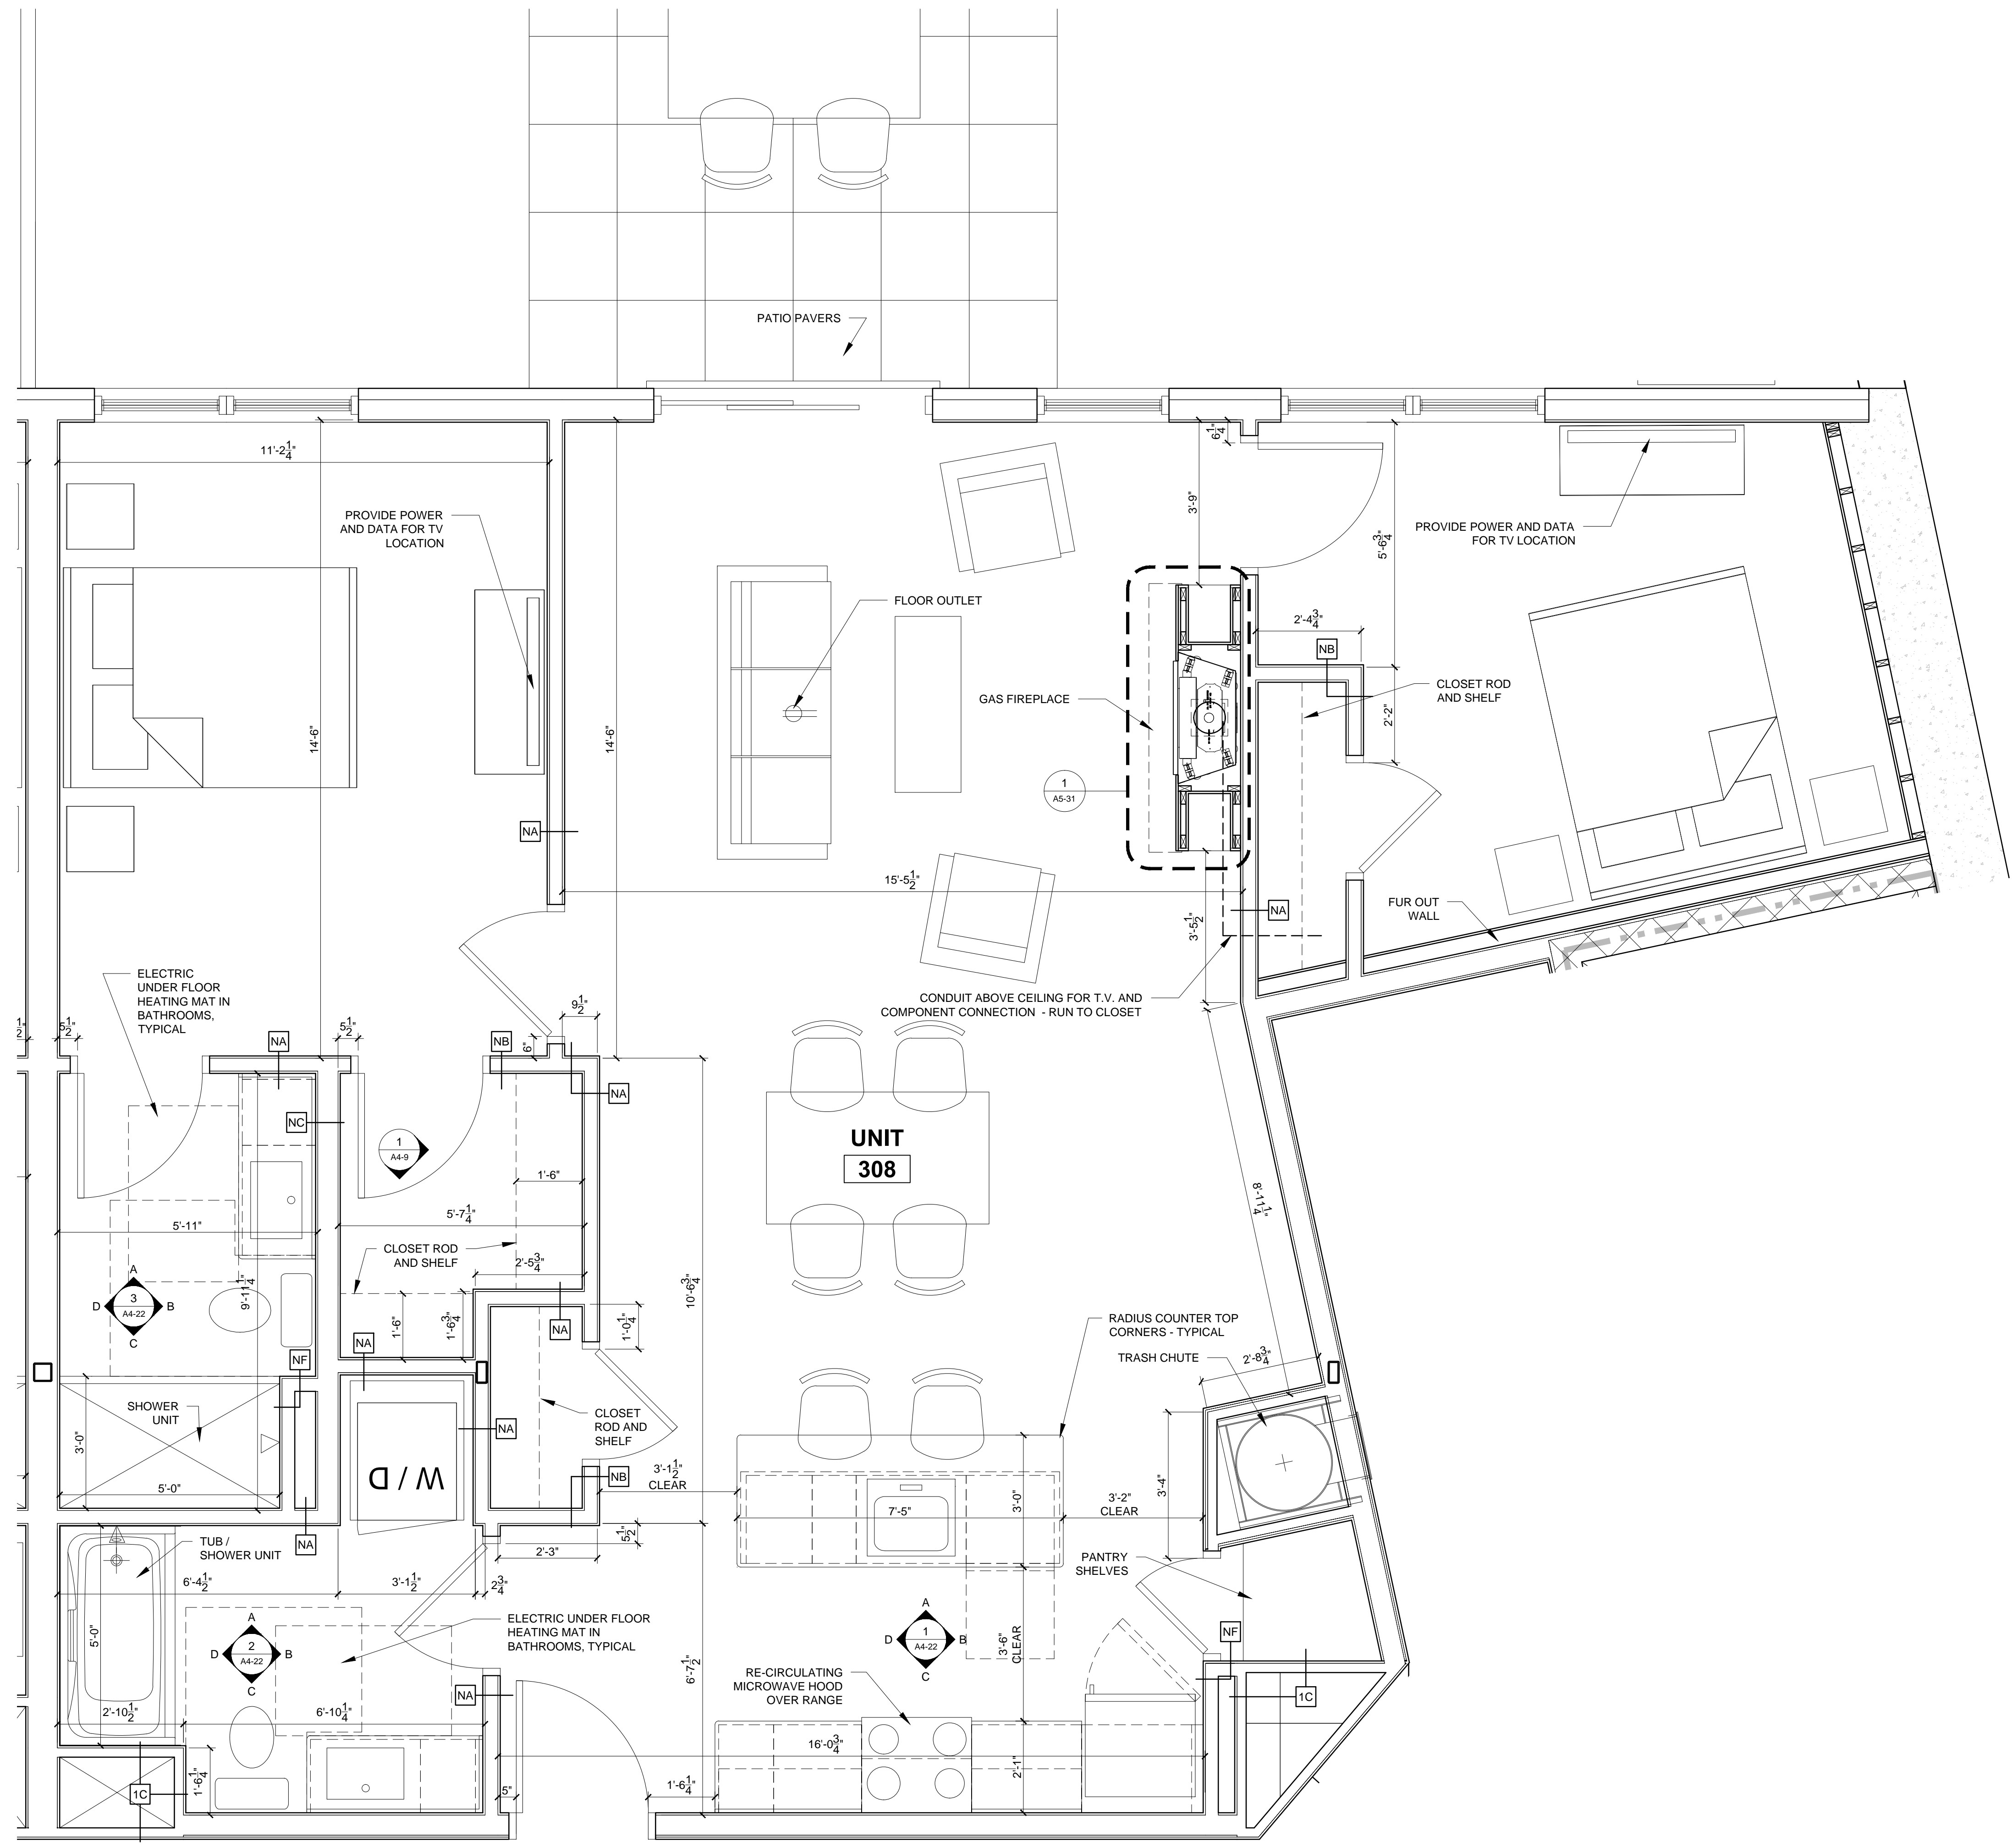 PATIO PAVERS
11'-2 1/4"
6 1/4"
3'-9"
5'-6 3/4"
PROVIDE POWER
AND DATA FOR TV
LOCATION
PROVIDE POWER AND DATA
FOR TV LOCATION
FLOOR OUTLET
2'-4 3/4"
NB
GAS FIREPLACE
CLOSET ROD
AND SHELF
2'-2"
14'-6"
14'-6"
1
A5-31
NA
15'-5 1/2"
NA
FUR OUT
WALL
3'-5 1/2"
ELECTRIC
UNDER FLOOR
HEATING MAT IN
BATHROOMS,
TYPICAL
CONDUIT ABOVE CEILING FOR T.V. AND
COMPONENT CONNECTION - RUN TO CLOSET
9 1/2"
1/2"
5 1/2"
5 1/2"
6"
NA
NB
NA
NC
1
A4-9
UNIT
308
1'-6"
8'-11 1/4"
5'-11"
5'-7 1/4"
CLOSET ROD
AND SHELF
2'-5 3/4"
10'-6 3/4"
9'-11 1/4"
A
D
3
A4-22
B
C
1'-6"
1'-6 3/4"
NA
1'-0 1/4"
NA
NF
RADIUS COUNTER TOP
CORNERS - TYPICAL
TRASH CHUTE
2'-8 3/4"
SHOWER
UNIT
3'-0"
5'-0"
W / D
NA
CLOSET
ROD AND
SHELF
NB
3'-1 1/2"
CLEAR
7'-5"
3'-0"
3'-2"
CLEAR
3'-4"
NA
TUB /
SHOWER UNIT
5 1/2"
2'-3"
PANTRY
SHELVES
6'-4 1/2"
3'-1 1/2"
2 3/4"
ELECTRIC UNDER FLOOR
HEATING MAT IN
BATHROOMS, TYPICAL
5'-0"
A
D
2
A4-22
B
C
A
D
1
A4-22
B
C
3'-6"
CLEAR
NF
6'-7 1/2"
RE-CIRCULATING
MICROWAVE HOOD
OVER RANGE
NA
1C
2'-10 1/2"
6'-10 1/4"
16'-0 3/4"
2'-1"
1'-6 1/4"
1C
5"
1'-6 1/4"